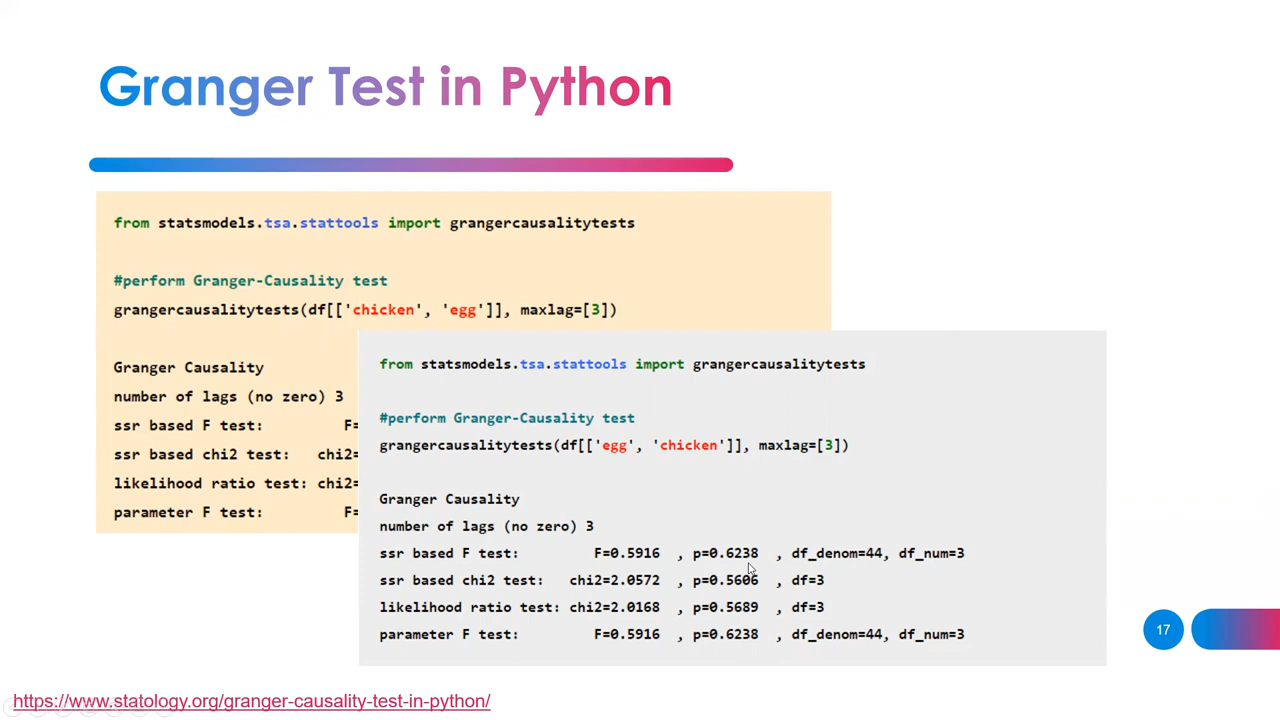 Granger Test in Python
from statsmodels.tsa.stattools import grangercausalitytests
#perform Granger-Causality test
grangercausalitytests(df[['chicken', 'egg']], maxlag=[3])
Granger Causality
number of lags (no zero) 3
ssr based F test: F=
ssr based chi2 test: chi2=
likelihood ratio test: chi2=
parameter F test: F=
from statsmodels.tsa.stattools import grangercausalitytests
#perform Granger-Causality test
grangercausalitytests(df[['egg', 'chicken']], maxlag=[3])
Granger Causality
number of lags (no zero) 3
ssr based F test: F=0.5916 , p=0.6238 , df_denom=44, df_num=3
ssr based chi2 test: chi2=2.0572 , p=0.5606 , df=3
likelihood ratio test: chi2=2.0168 , p=0.5689 , df=3
parameter F test: F=0.5916 , p=0.6238 , df_denom=44, df_num=3
17
https://www.statology.org/granger-causality-test-in-python/